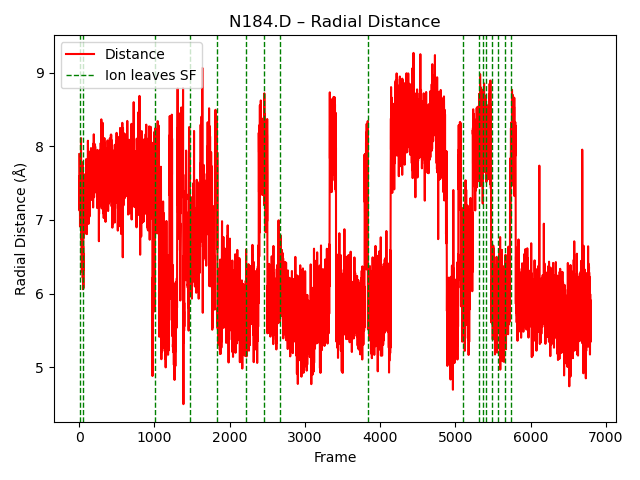 N184.D – Radial Distance
Distance
Ion leaves SF
Radial Distance (Å)
9
8
7
6
5
0
1000
2000
3000
4000
5000
6000
7000
Frame